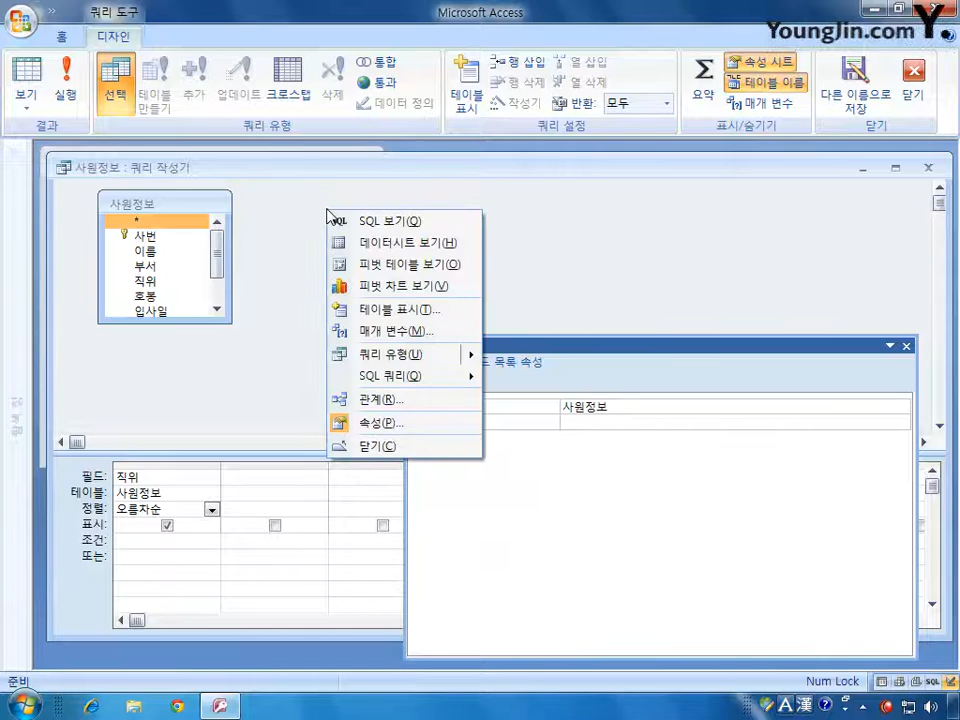 쿼리 도구
Microsoft Access
YoungJin.com Y.
홈
디자인
보기
실행
선택
테이블 만들기
추가
업데이트
크로스탭
삭제
통합
통과
데이터 정의
테이블 표시
행 삽입
행 삭제
작성기
열 삽입
열 삭제
반환: 모두
요약
속성 시트
테이블 이름
매개 변수
다른 이름으로 저장
닫기
결과
쿼리 유형
쿼리 설정
표시/숨기기
닫기
사원정보 : 쿼리 작성기
사원정보
*
사번
이름
부서
직위
호봉
입사일
SQL 보기(Q)
데이터시트 보기(H)
피벗 테이블 보기(O)
피벗 차트 보기(V)
테이블 표시(T)...
매개 변수(M)...
쿼리 유형(U)
SQL 쿼리(Q)
관계(R)...
속성(P)...
닫기(C)
드 목록 속성
사원정보
필드: 직위
테이블: 사원정보
정렬: 오름차순
표시:
조건:
또는:
준비
Num Lock
SQL
A 漢